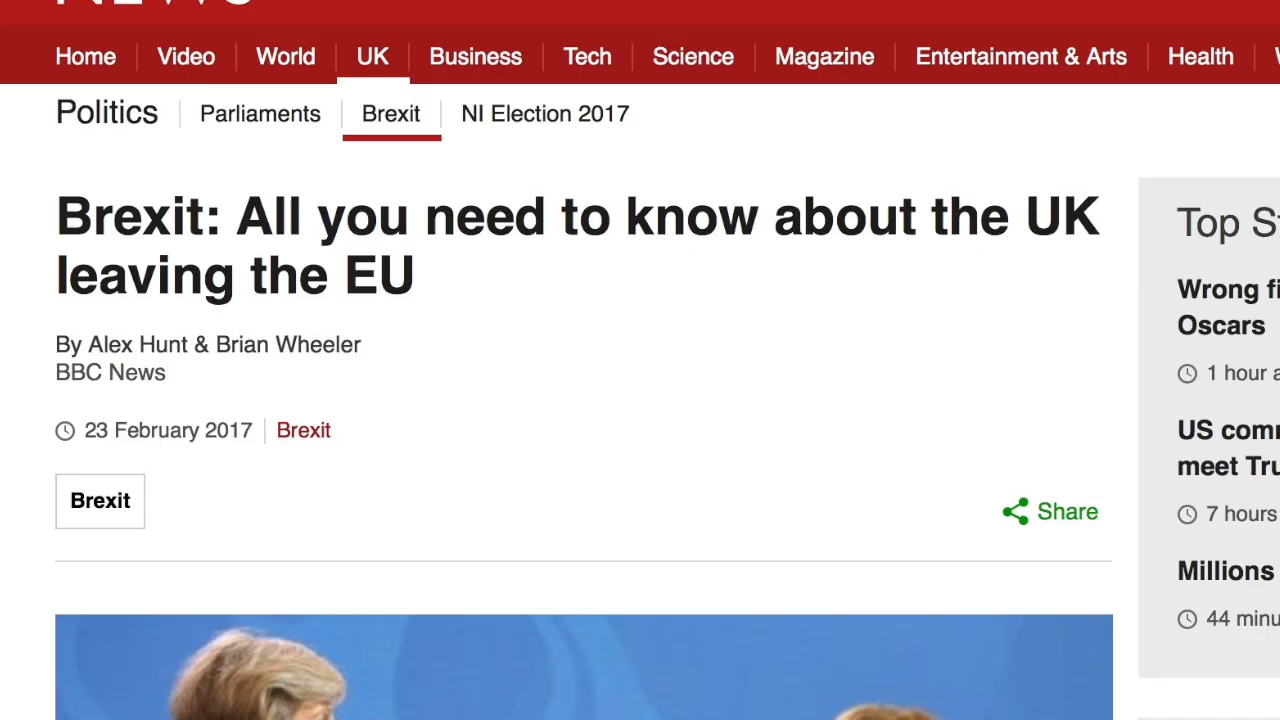 NEWS
Home Video World UK Business Tech Science Magazine Entertainment & Arts Health
Politics Parliaments Brexit NI Election 2017
Brexit: All you need to know about the UK
leaving the EU
By Alex Hunt & Brian Wheeler
BBC News
23 February 2017 Brexit
Brexit
Share
Top
Wrong
Oscars
1 hour
US
meet
7 hours
Millions
44